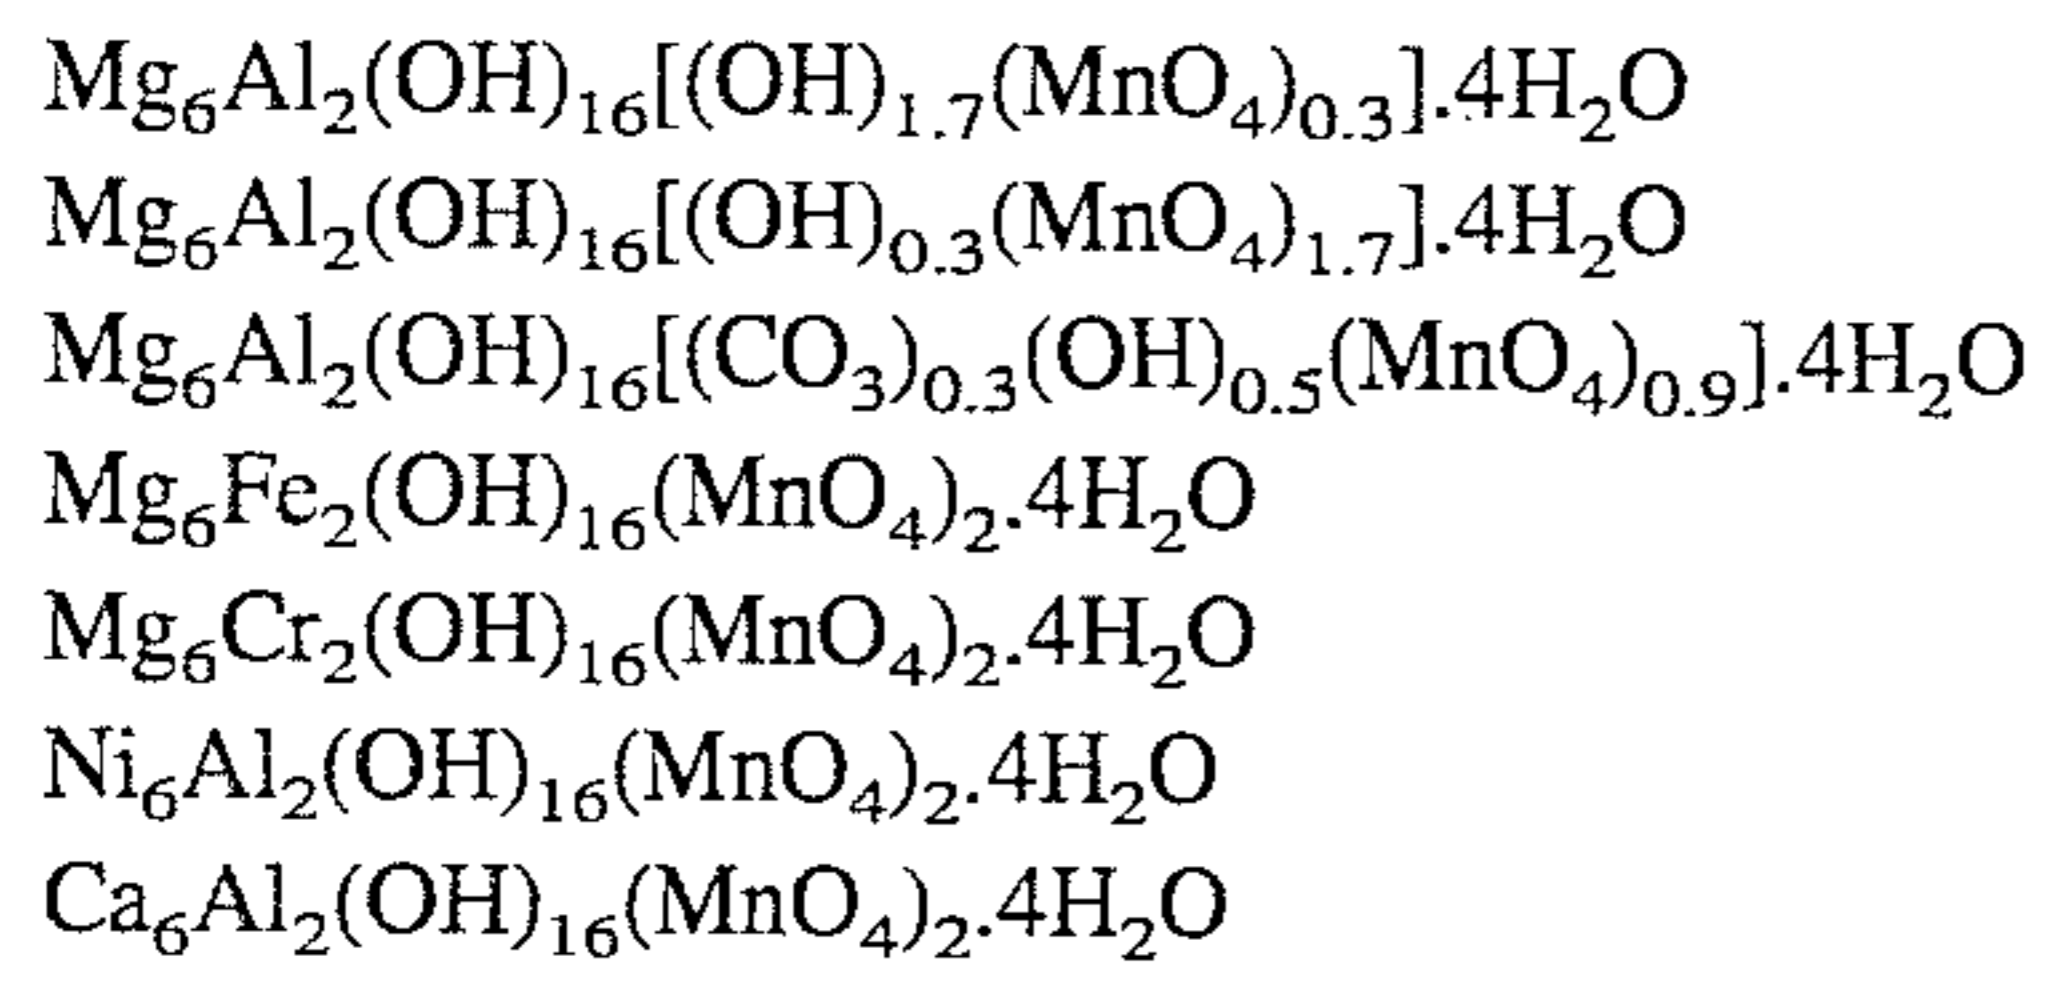 Mg₆Al₂(OH)₁₆[(OH)₁.₇(MnO₄)₀.₃].4H₂O
Mg₆Al₂(OH)₁₆[(OH)₀.₃(MnO₄)₁.₇].4H₂O
Mg₆Al₂(OH)₁₆[(CO₃)₀.₃(OH)₀.₅(MnO₄)₀.₉].4H₂O
Mg₆Fe₂(OH)₁₆(MnO₄)₂.4H₂O
Mg₆Cr₂(OH)₁₆(MnO₄)₂.4H₂O
Ni₆Al₂(OH)₁₆(MnO₄)₂.4H₂O
Ca₆Al₂(OH)₁₆(MnO₄)₂.4H₂O